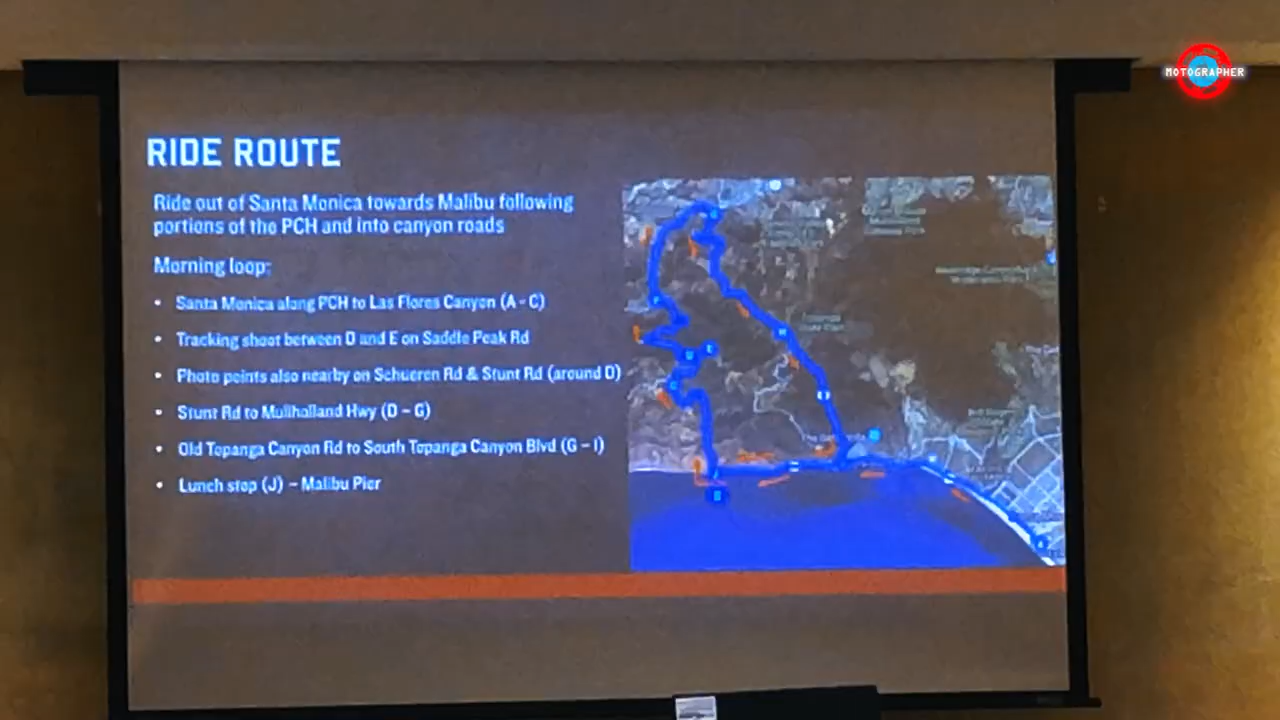 MOTOGRAPHER
RIDE ROUTE
Ride out of Santa Monica towards Malibu following
portions of the PCH and into canyon roads
Morning loop:
• Santa Monica along PCH to Las Flores Canyon (A - C)
• Tracking shoot between D and E on Saddle Peak Rd
• Photo points also nearby on Schueren Rd & Stunt Rd (around D)
• Stunt Rd to Mullholland Hwy (D – G)
• Old Topanga Canyon Rd to South Topanga Canyon Blvd (G – I)
• Lunch stop (J) – Malibu Pier